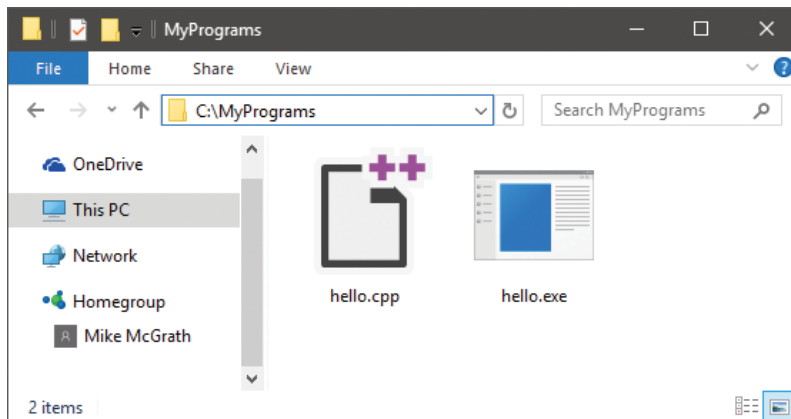 MyPrograms
File Home Share View
C:\MyPrograms Search MyPrograms
OneDrive
This PC
Network
Homegroup
Mike McGrath
hello.cpp hello.exe
2 items